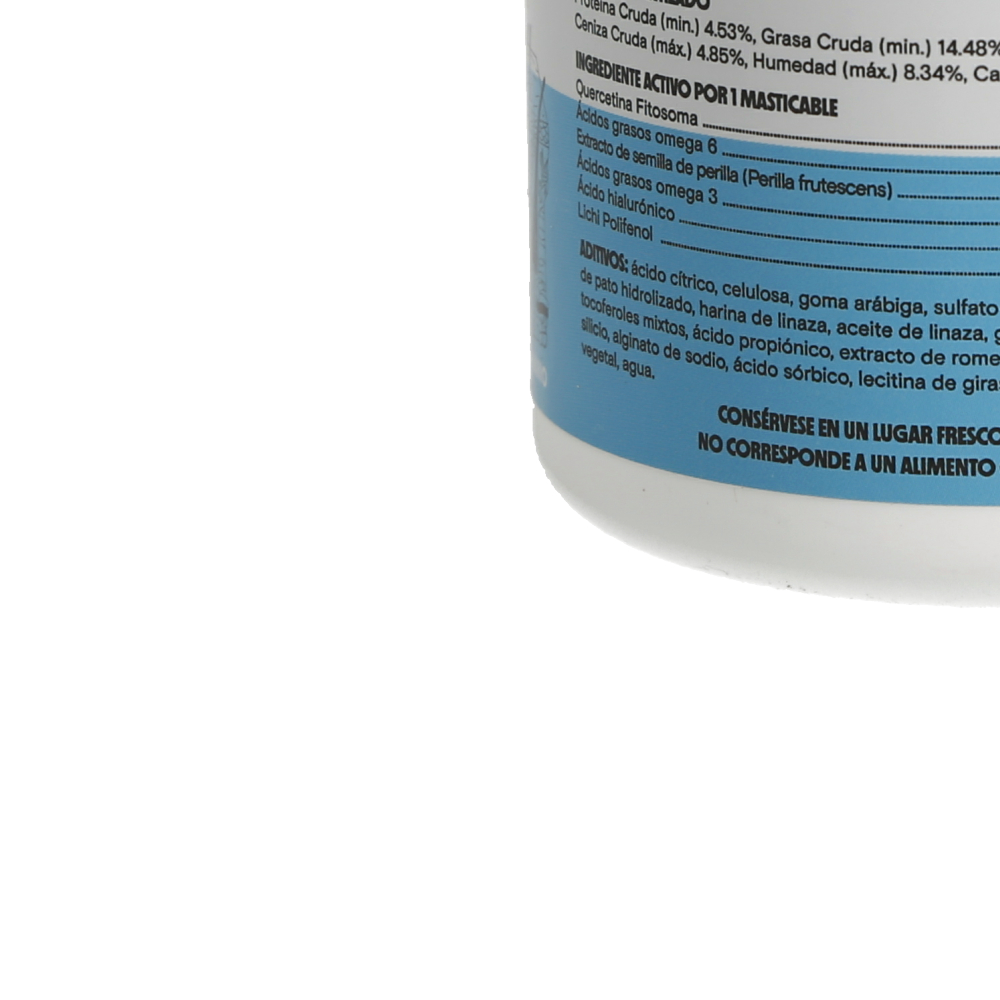 Proteína Cruda (min.) 4.53%, Grasa Cruda (min.) 14.48%
Ceniza Cruda (máx.) 4.85%, Humedad (máx.) 8.34%, Ca
INGREDIENTE ACTIVO POR 1 MASTICABLE
Quercetina Fitosoma
Ácidos grasos omega 6
Extracto de semilla de perilla (Perilla frutescens)
Ácidos grasos omega 3
Ácido hialurónico
Lichi Polifenol
ADITIVOS: ácido cítrico, celulosa, goma arábiga, sulfato
de pato hidrolizado, harina de linaza, aceite de linaza, g
tocoferoles mixtos, ácido propiónico, extracto de rome
silicio, alginato de sodio, ácido sórbico, lecitina de gira
vegetal, agua.
CONSÉRVESE EN UN LUGAR FRESCO
NO CORRESPONDE A UN ALIMENTO